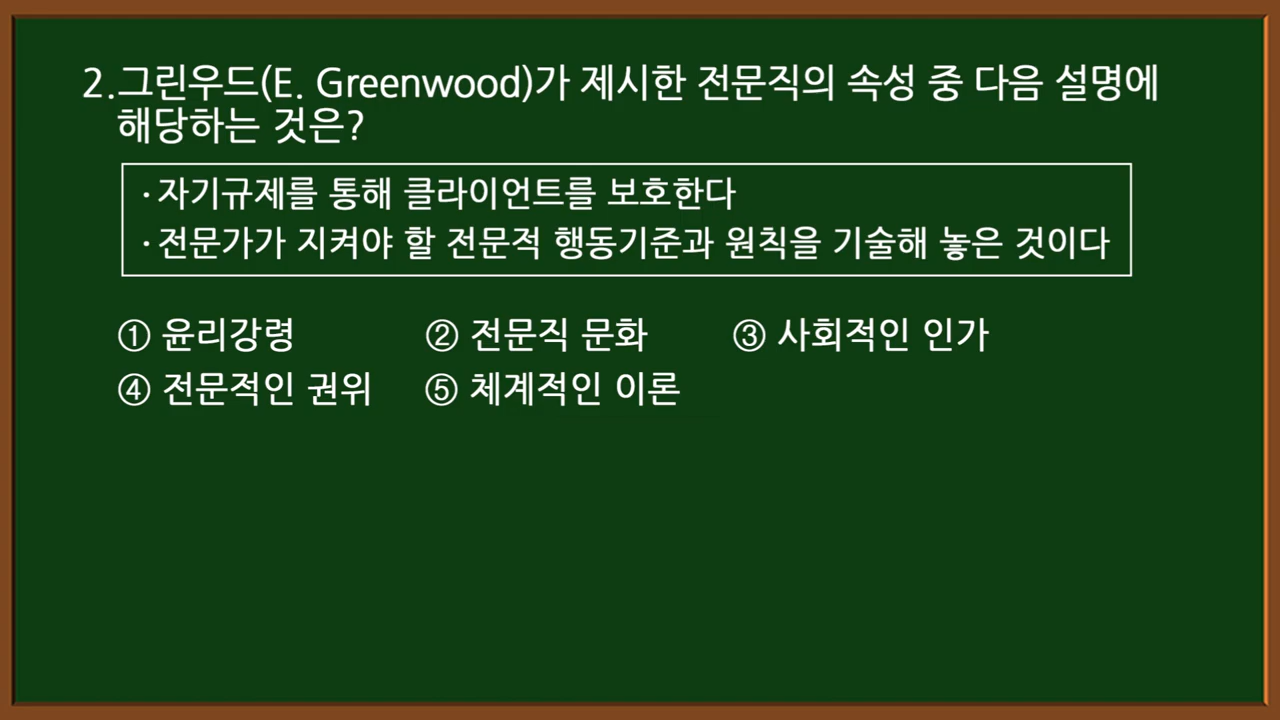 2.그린우드(E. Greenwood)가 제시한 전문직의 속성 중 다음 설명에
해당하는 것은?
·자기규제를 통해 클라이언트를 보호한다
·전문가가 지켜야 할 전문적 행동기준과 원칙을 기술해 놓은 것이다
① 윤리강령 ② 전문직 문화 ③ 사회적인 인가
④ 전문적인 권위 ⑤ 체계적인 이론